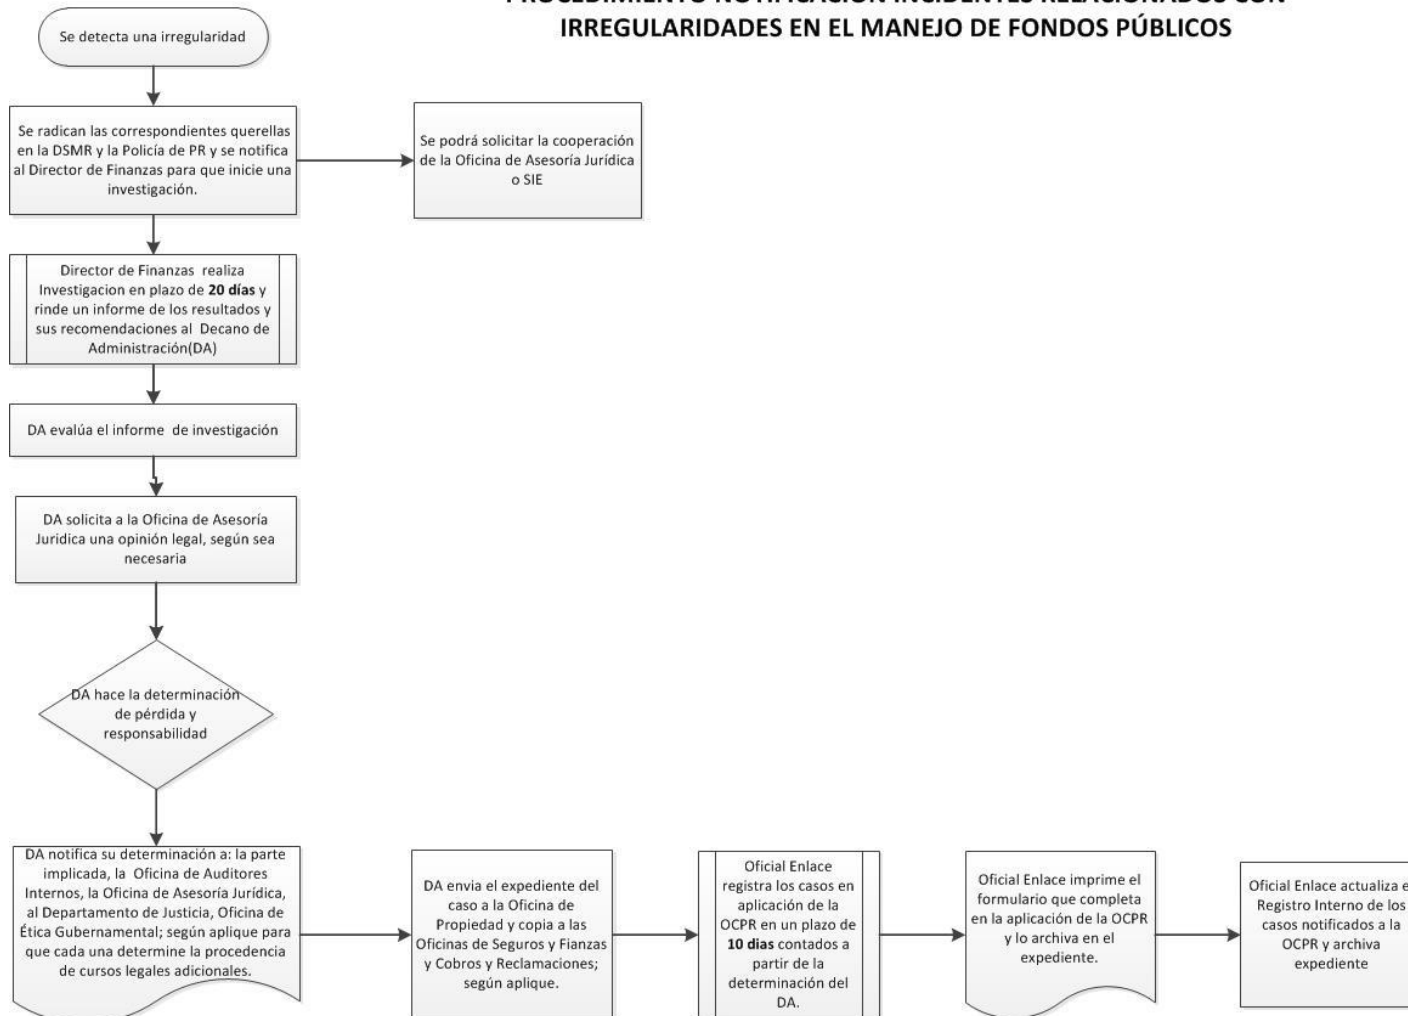 PROCEDIMIENTO NOTIFICACIÓN INCIDENTES RELACIONADOS CON
IRREGULARIDADES EN EL MANEJO DE FONDOS PÚBLICOS
Se detecta una irregularidad
Se radican las correspondientes querellas
en la DSMR y la Policía de PR y se notifica
al Director de Finanzas para que inicie una
investigación.
Se podrá solicitar la cooperación
de la Oficina de Asesoría Jurídica
o SIE
Director de Finanzas realiza
Investigacion en plazo de 20 días y
rinde un informe de los resultados y
sus recomendaciones al Decano de
Administración(DA)
DA evalúa el informe de investigación
DA solicita a la Oficina de Asesoría
Juridica una opinión legal, según sea
necesaria
DA hace la determinación
de pérdida y
responsabilidad
DA notifica su determinación a: la parte
implicada, la Oficina de Auditores
Internos, la Oficina de Asesoría Jurídica,
al Departamento de Justicia, Oficina de
Ética Gubernamental; según aplique para
que cada una determine la procedencia
de cursos legales adicionales.
DA envia el expediente del
caso a la Oficina de
Propiedad y copia a las
Oficinas de Seguros y Fianzas
y Cobros y Reclamaciones;
según aplique.
Oficial Enlace
registra los casos en
aplicación de la
OCPR en un plazo de
10 dias contados a
partir de la
determinación del
DA.
Oficial Enlace imprime el
formulario que completa
en la aplicación de la OCPR
y lo archiva en el
expediente.
Oficial Enlace actualiza e
Registro Interno de los
casos notificados a la
OCPR y archiva
expediente